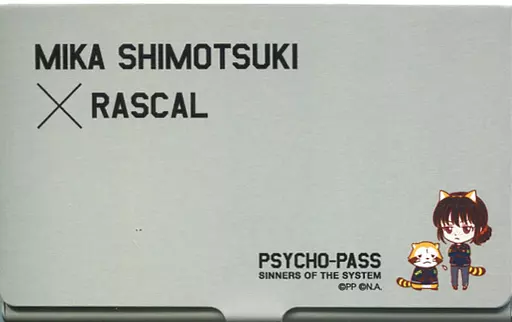 MIKA SHIMOTSUKI
× RASCAL
PSYCHO-PASS
SINNERS OF THE SYSTEM
©PP ©N.A.